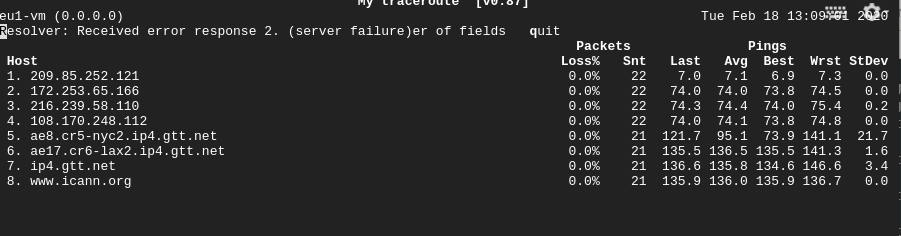 My traceroute [v0.87]
eu1-vm (0.0.0.0) Tue Feb 18 13:09:01 2020
Resolver: Received error response 2. (server failure)er of fields quit
Packets Pings
Host Loss% Snt Last Avg Best Wrst StDev
1. 209.85.252.121 0.0% 22 7.0 7.1 6.9 7.3 0.0
2. 172.253.65.166 0.0% 22 74.0 74.0 73.8 74.5 0.0
3. 216.239.58.110 0.0% 22 74.3 74.4 74.0 75.4 0.2
4. 108.170.248.112 0.0% 22 74.0 74.1 73.8 74.8 0.0
5. ae8.cr5-nyc2.ip4.gtt.net 0.0% 21 121.7 95.1 73.9 141.1 21.7
6. ae17.cr6-lax2.ip4.gtt.net 0.0% 21 135.5 136.5 135.5 141.3 1.6
7. ip4.gtt.net 0.0% 21 136.6 135.8 134.6 146.6 3.4
8. www.icann.org 0.0% 21 135.9 136.0 135.9 136.7 0.0